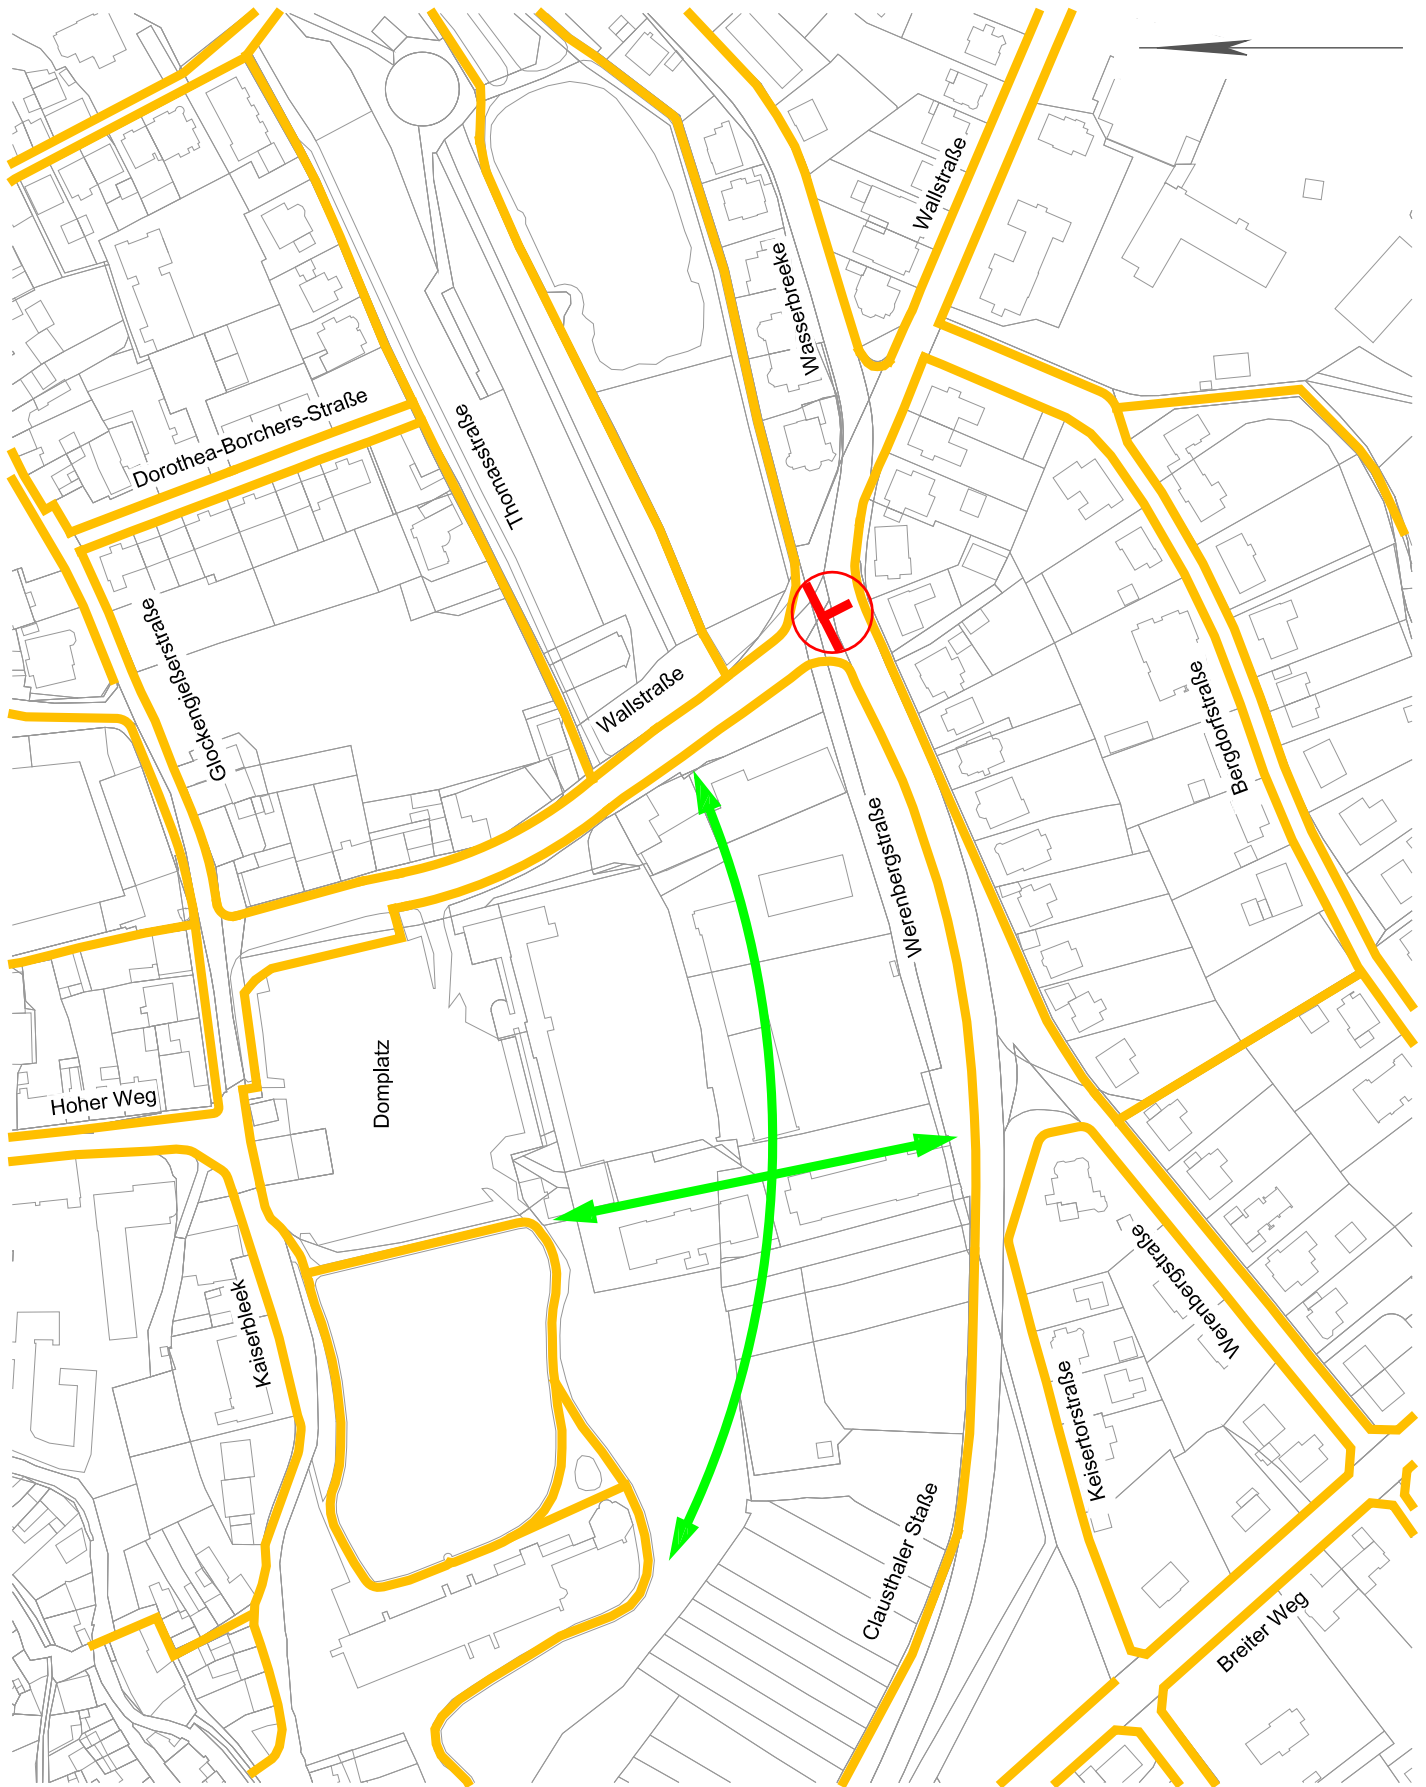 Wallstraße
Wasserbreeke
Dorothea-Borchers-Straße
Thomasstraße
Glockengießerstraße
Wallstraße
Bergdorfstraße
Werenbergstraße
Domplatz
Hoher Weg
Kaiserbleek
Werenbergstraße
Keisertorstraße
Clausthaler Staße
Breiter Weg